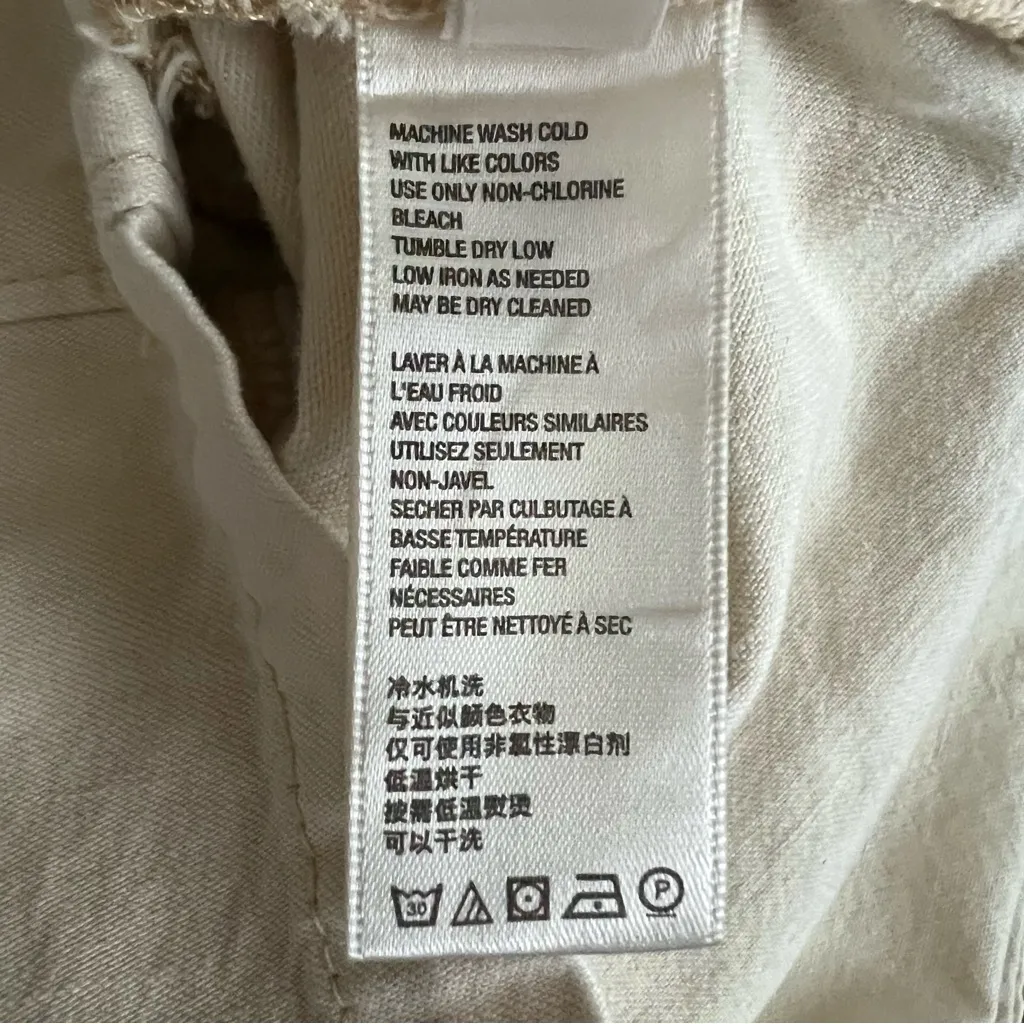 MACHINE WASH COLD
WITH LIKE COLORS
USE ONLY NON-CHLORINE
BLEACH
TUMBLE DRY LOW
LOW IRON AS NEEDED
MAY BE DRY CLEANED
LAVER À LA MACHINE À
L'EAU FROID
AVEC COULEURS SIMILAIRES
UTILISEZ SEULEMENT
NON-JAVEL
SECHER PAR CULBUTAGE À
BASSE TEMPÉRATURE
FAIBLE COMME FER
NÉCESSAIRES
PEUT ÊTRE NETTOYÉ À SEC
冷水机洗
与近似颜色衣物
仅可使用非氯性漂白剂
低温烘干
按需低温熨烫
可以干洗
30 P